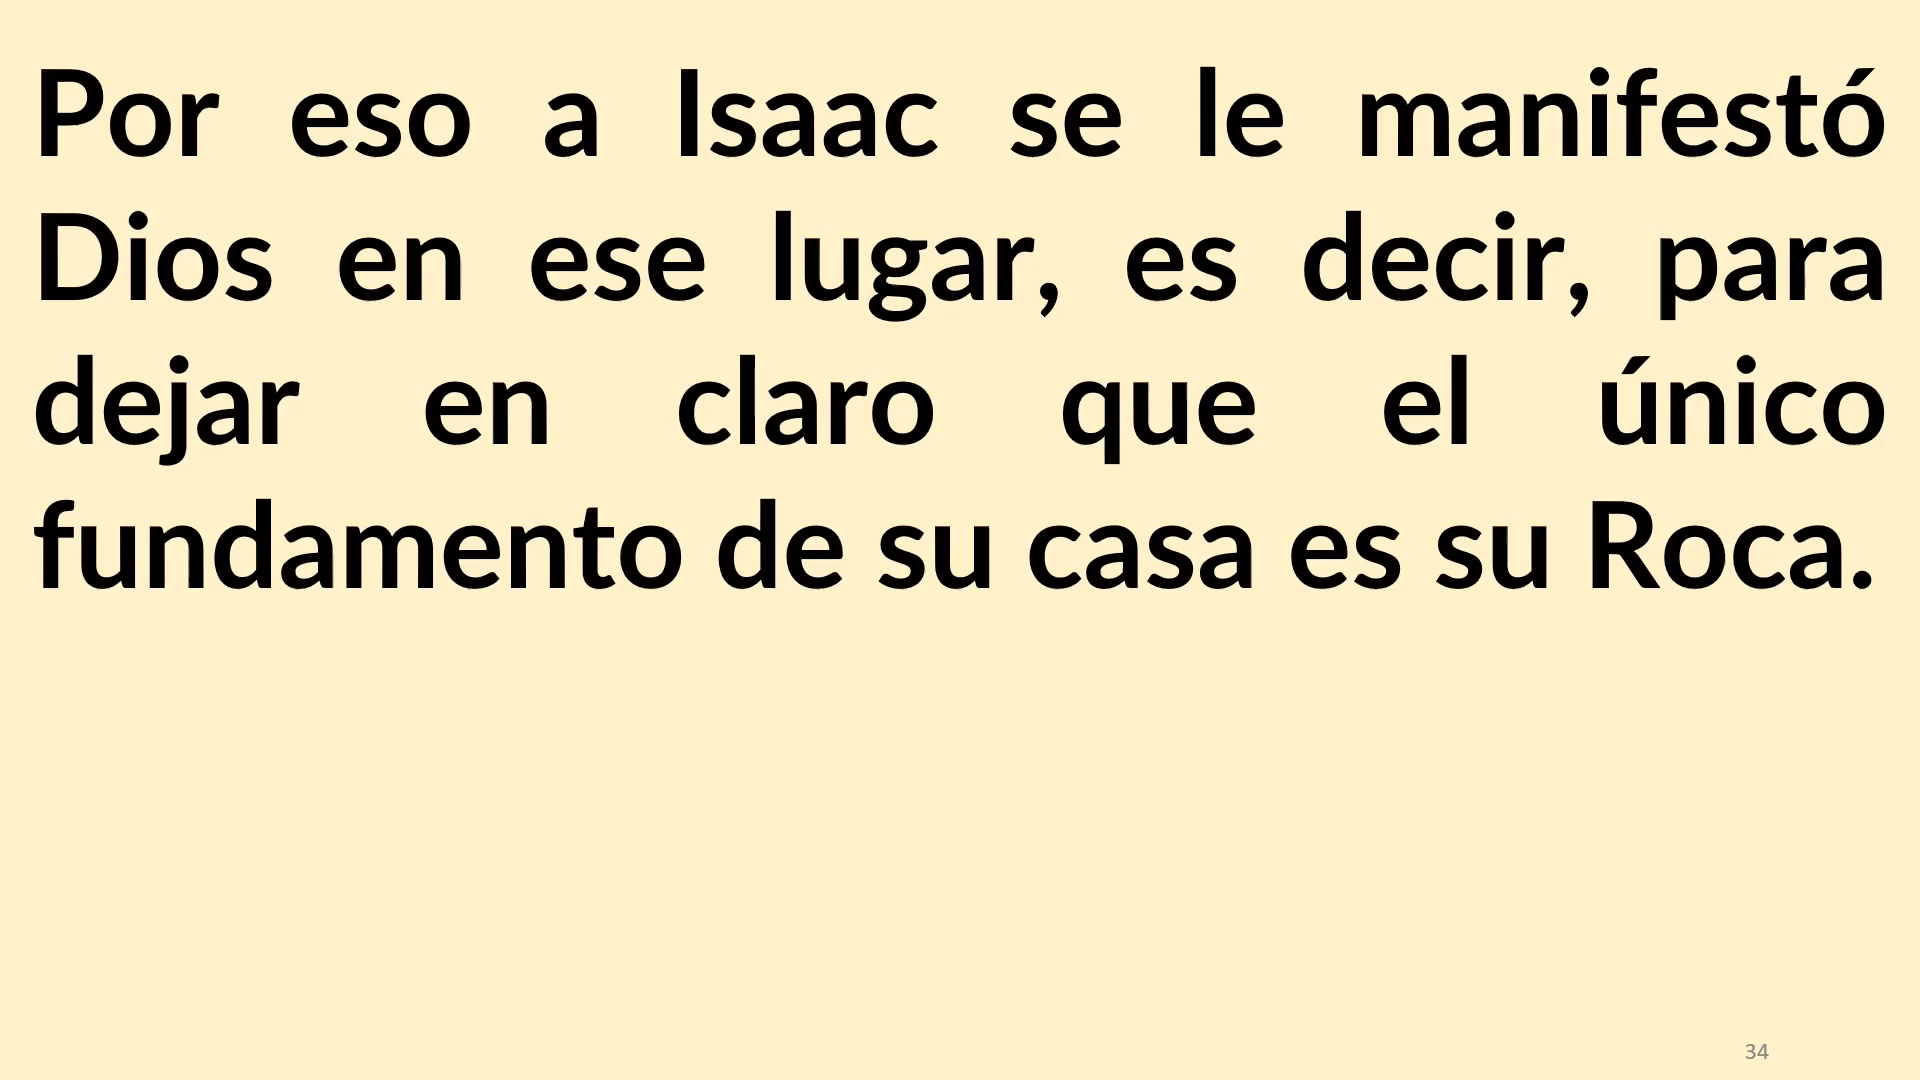 Por eso a Isaac se le manifestó
Dios en ese lugar, es decir, para
dejar en claro que el único
fundamento de su casa es su Roca.
34